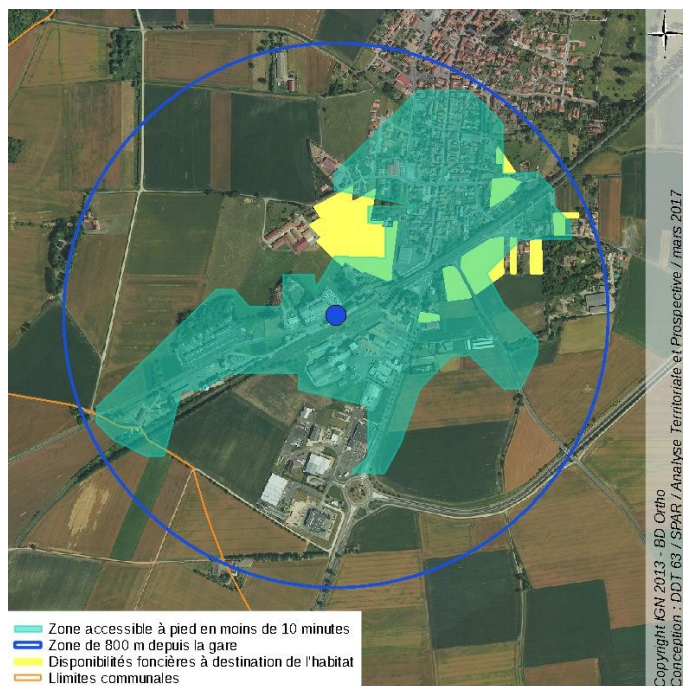 Zone accessible à pied en moins de 10 minutes
Zone de 800 m depuis la gare
Disponibilités foncières à destination de l'habitat
Llimites communales
Copyright IGN 2013 - BD Ortho
Conception : DDT 63 / SPAR / Analyse Territoriale et Prospective / mars 2017